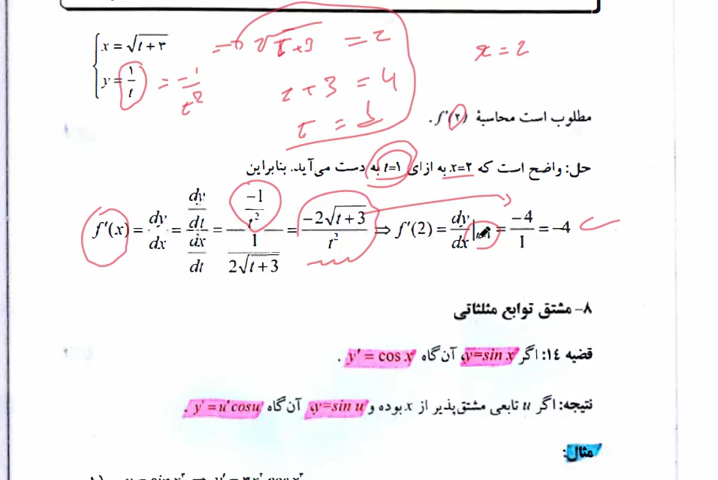 x = √(t+۳) ⇒ √(t+3) = 2     x = 2
y = ۱/t = -1/t²     t + 3 = 4
t = 1
مطلوب است محاسبهٔ f′(۲).
حل: واضح است که x=۲ به ازای t=۱ به دست می‌آید. بنابراین
f′(x) = dy/dx = (dy/dt)/(dx/dt) = (-1/t²)/(1/(2√(t+3))) = (-2√(t+3))/t² ⇒ f′(2) = dy/dx| = -4/1 = -4
۸- مشتق توابع مثلثاتی
قضیه ۱۴: اگر y=sin x، آن‌گاه y′ = cos x.
نتیجه: اگر u تابعی مشتق‌پذیر از x بوده و y=sin u، آن‌گاه y′=u′cosu.
مثال: